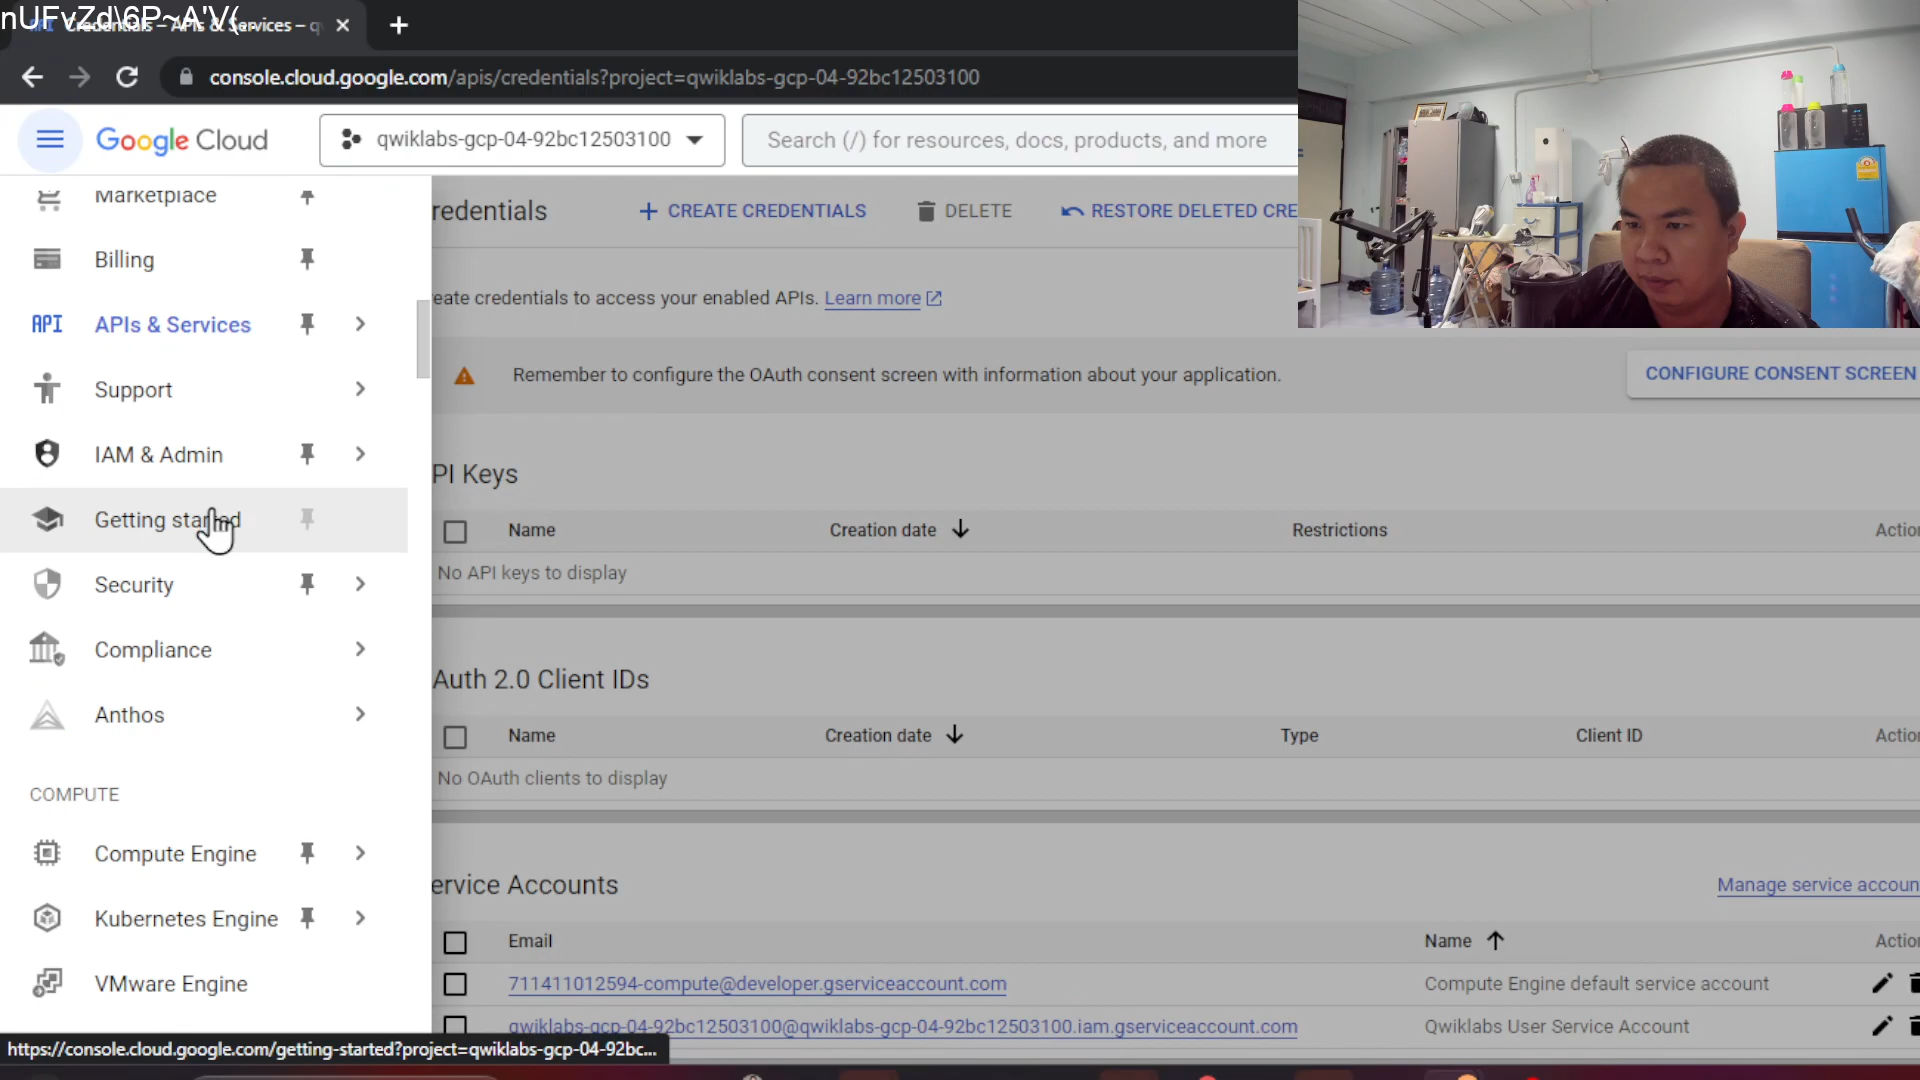 nUFvZd\6P~A'V(.
Credentials – APIs & Services – q
console.cloud.google.com/apis/credentials?project=qwiklabs-gcp-04-92bc12503100
Google Cloud
qwiklabs-gcp-04-92bc12503100
Search (/) for resources, docs, products, and more
Marketplace
Billing
API APIs & Services
Support
IAM & Admin
Getting started
Security
Compliance
Anthos
COMPUTE
Compute Engine
Kubernetes Engine
VMware Engine
redentials
+ CREATE CREDENTIALS
DELETE
RESTORE DELETED CRE
eate credentials to access your enabled APIs. Learn more
Remember to configure the OAuth consent screen with information about your application.
CONFIGURE CONSENT SCREEN
PI Keys
Name Creation date Restrictions Action
No API keys to display
Auth 2.0 Client IDs
Name Creation date Type Client ID Action
No OAuth clients to display
ervice Accounts
Manage service accoun
Email Name Action
711411012594-compute@developer.gserviceaccount.com Compute Engine default service account
qwiklabs-gcp-04-92bc12503100@qwiklabs-gcp-04-92bc12503100.iam.gserviceaccount.com Qwiklabs User Service Account
https://console.cloud.google.com/getting-started?project=qwiklabs-gcp-04-92bc...